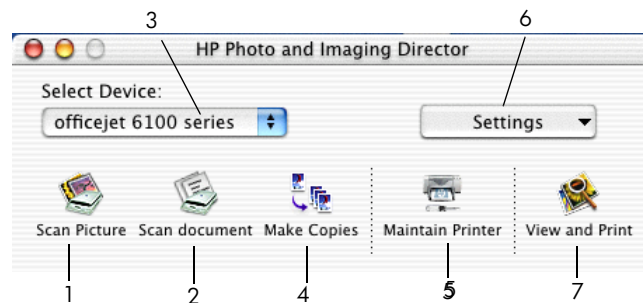 3 6
HP Photo and Imaging Director
Select Device:
officejet 6100 series Settings
Scan Picture Scan document Make Copies Maintain Printer View and Print
1 2 4 5 7